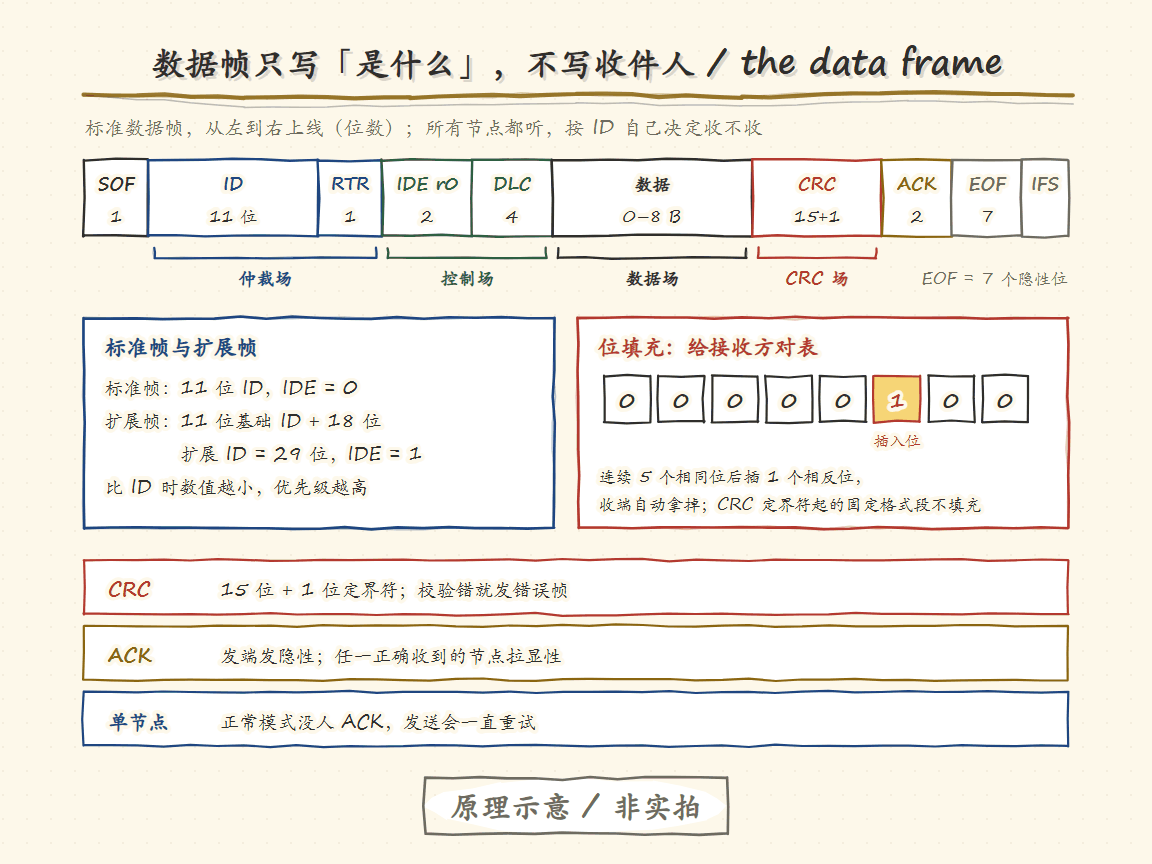 数据帧只写「是什么」，不写收件人 / the data frame
标准数据帧，从左到右上线（位数）；所有节点都听，按 ID 自己决定收不收
SOF ID RTR IDE r0 DLC 数据 CRC ACK EOF IFS
1 11 位 1 2 4 0–8 B 15+1 2 7
仲裁场 控制场 数据场 CRC 场 EOF = 7 个隐性位
标准帧与扩展帧
标准帧：11 位 ID，IDE = 0
扩展帧：11 位基础 ID + 18 位
扩展 ID = 29 位，IDE = 1
比 ID 时数值越小，优先级越高
位填充：给接收方对表
0 0 0 0 0 1 0 0
插入位
连续 5 个相同位后插 1 个相反位，
收端自动拿掉；CRC 定界符起的固定格式段不填充
CRC 15 位 + 1 位定界符；校验错就发错误帧
ACK 发端发隐性；任一正确收到的节点拉显性
单节点 正常模式没人 ACK，发送会一直重试
原理示意 / 非实拍